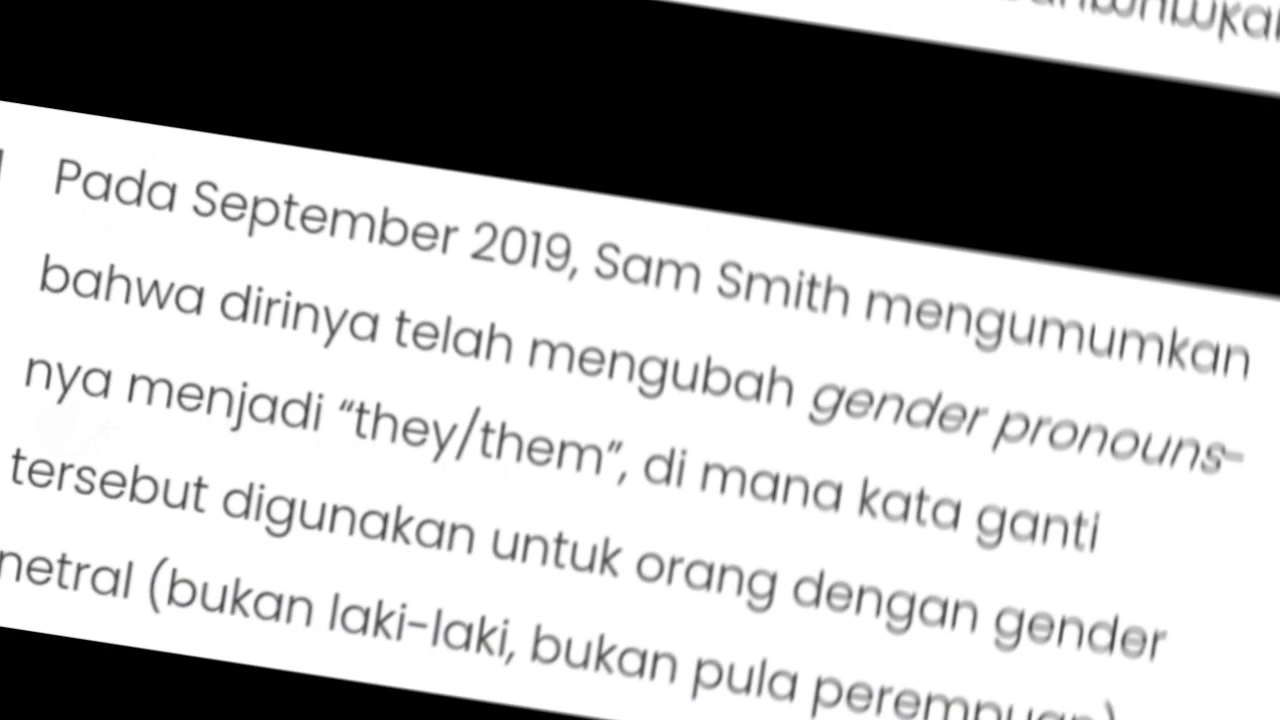 Pada September 2019, Sam Smith mengumumkan
bahwa dirinya telah mengubah gender pronouns-
nya menjadi “they/them”, di mana kata ganti
tersebut digunakan untuk orang dengan gender
netral (bukan laki-laki, bukan pula perempuan)